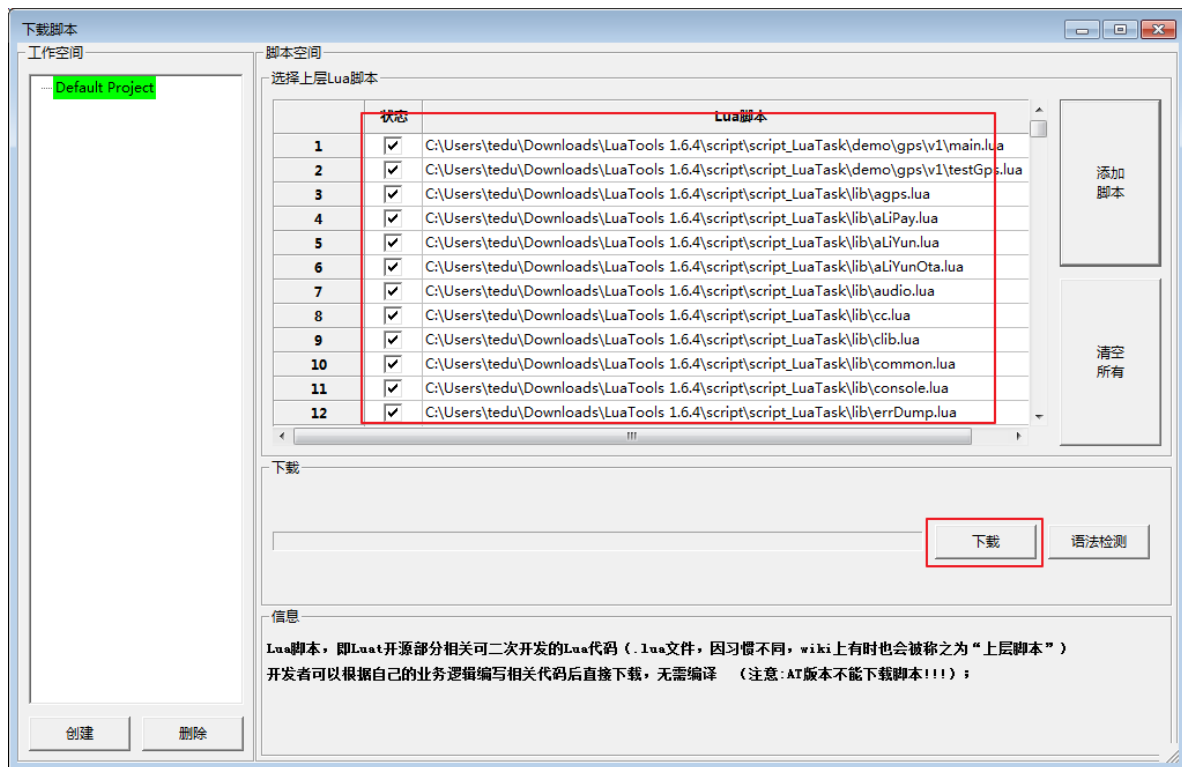 下载脚本
工作空间
Default Project
创建
删除
脚本空间
选择上层Lua脚本
状态 Lua脚本
1 C:\Users\tedu\Downloads\LuaTools 1.6.4\script\script_LuaTask\demo\gps\v1\main.lua
2 C:\Users\tedu\Downloads\LuaTools 1.6.4\script\script_LuaTask\demo\gps\v1\testGps.lua
3 C:\Users\tedu\Downloads\LuaTools 1.6.4\script\script_LuaTask\lib\agps.lua
4 C:\Users\tedu\Downloads\LuaTools 1.6.4\script\script_LuaTask\lib\aLiPay.lua
5 C:\Users\tedu\Downloads\LuaTools 1.6.4\script\script_LuaTask\lib\aLiYun.lua
6 C:\Users\tedu\Downloads\LuaTools 1.6.4\script\script_LuaTask\lib\aLiYunOta.lua
7 C:\Users\tedu\Downloads\LuaTools 1.6.4\script\script_LuaTask\lib\audio.lua
8 C:\Users\tedu\Downloads\LuaTools 1.6.4\script\script_LuaTask\lib\cc.lua
9 C:\Users\tedu\Downloads\LuaTools 1.6.4\script\script_LuaTask\lib\clib.lua
10 C:\Users\tedu\Downloads\LuaTools 1.6.4\script\script_LuaTask\lib\common.lua
11 C:\Users\tedu\Downloads\LuaTools 1.6.4\script\script_LuaTask\lib\console.lua
12 C:\Users\tedu\Downloads\LuaTools 1.6.4\script\script_LuaTask\lib\errDump.lua
添加
脚本
清空
所有
下载
下载
语法检测
信息
Lua脚本，即Luat开源部分相关可二次开发的Lua代码（.lua文件，因习惯不同，wiki上有时也会被称之为“上层脚本”）
开发者可以根据自己的业务逻辑编写相关代码后直接下载，无需编译 （注意:AT版本不能下载脚本!!!）;